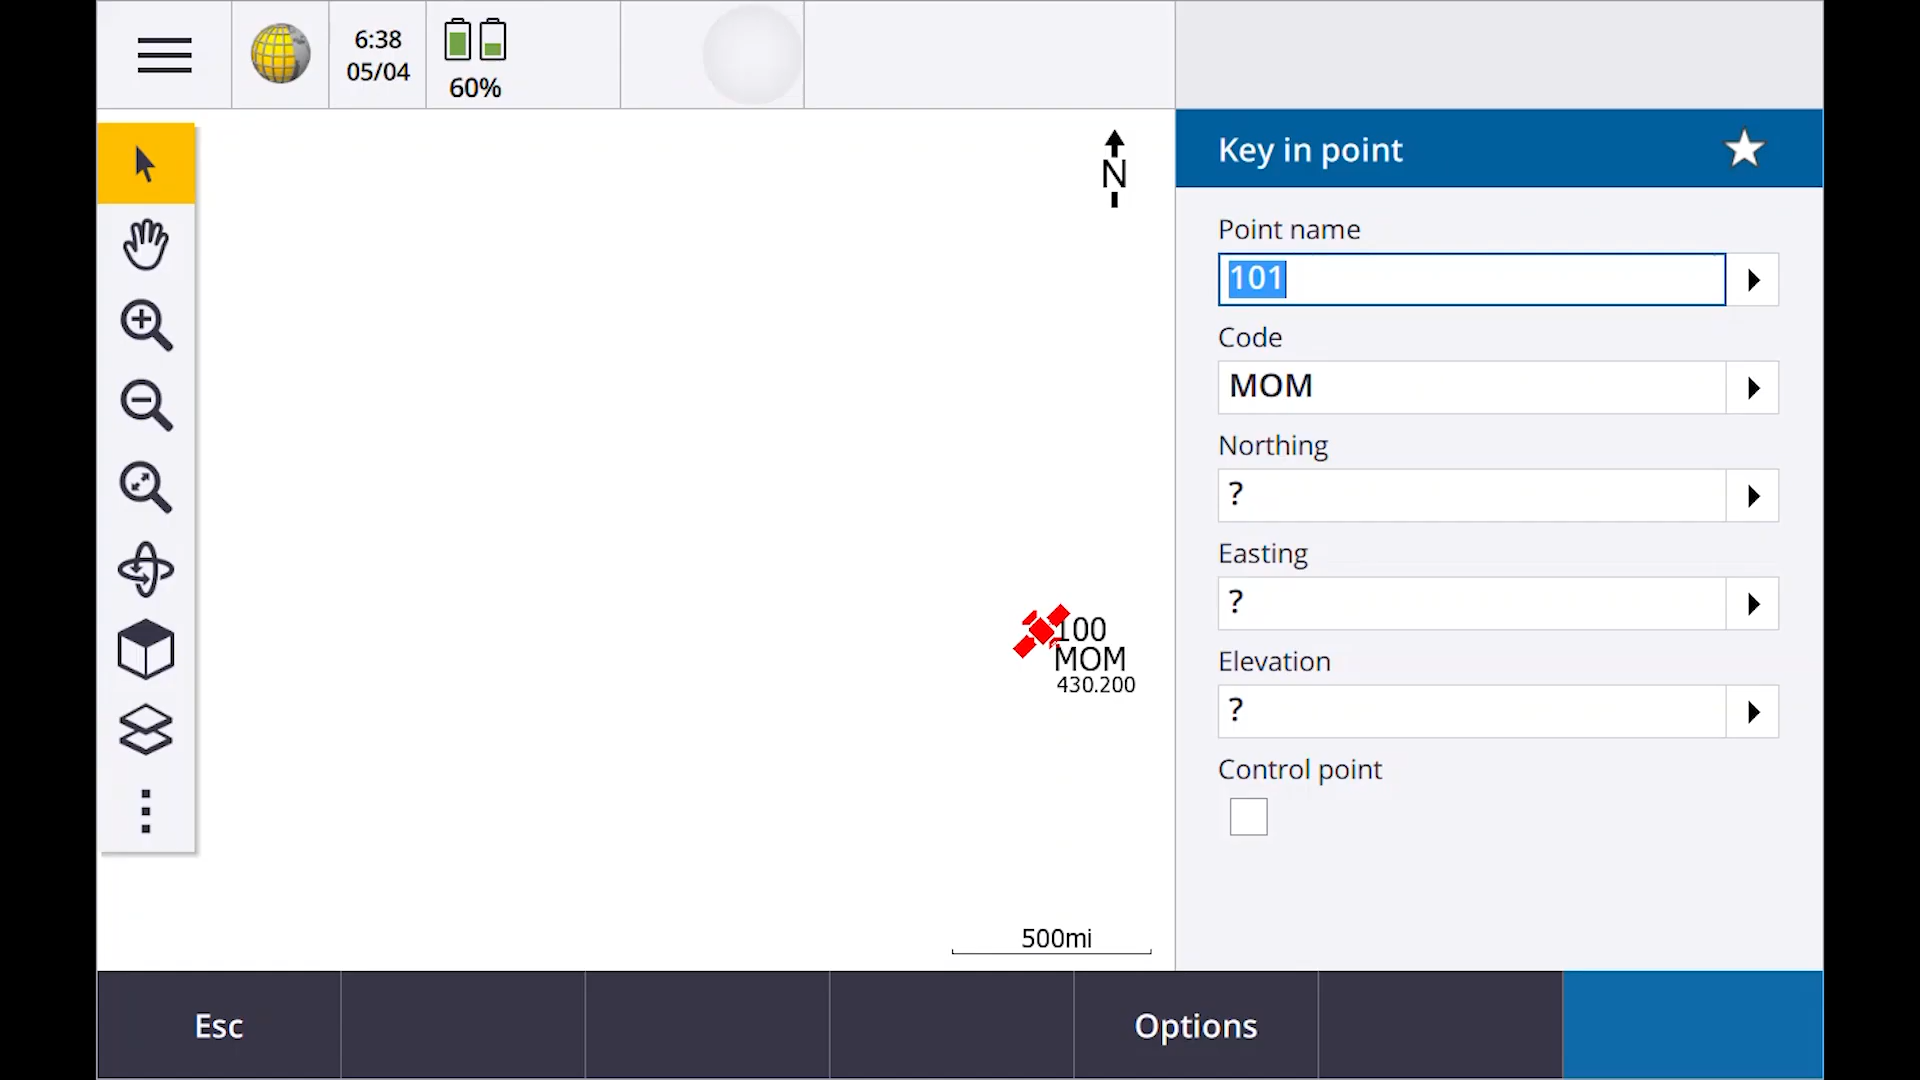 6:38
05/04
60%
N
Key in point
Point name
101
Code
MOM
Northing
?
Easting
?
Elevation
?
Control point
100
MOM
430.200
500mi
Esc
Options